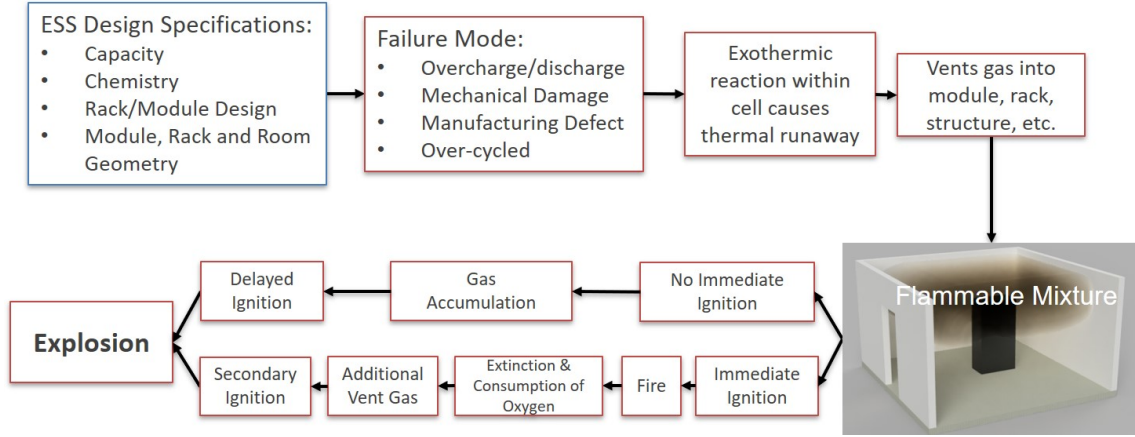 ESS Design Specifications:
• Capacity
• Chemistry
• Rack/Module Design
• Module, Rack and Room
Geometry
Failure Mode:
• Overcharge/discharge
• Mechanical Damage
• Manufacturing Defect
• Over-cycled
Exothermic
reaction within
cell causes
thermal runaway
Vents gas into
module, rack,
structure, etc.
Flammable Mixture
No Immediate
Ignition
Gas
Accumulation
Delayed
Ignition
Immediate
Ignition
Fire
Extinction &
Consumption of
Oxygen
Additional
Vent Gas
Secondary
Ignition
Explosion